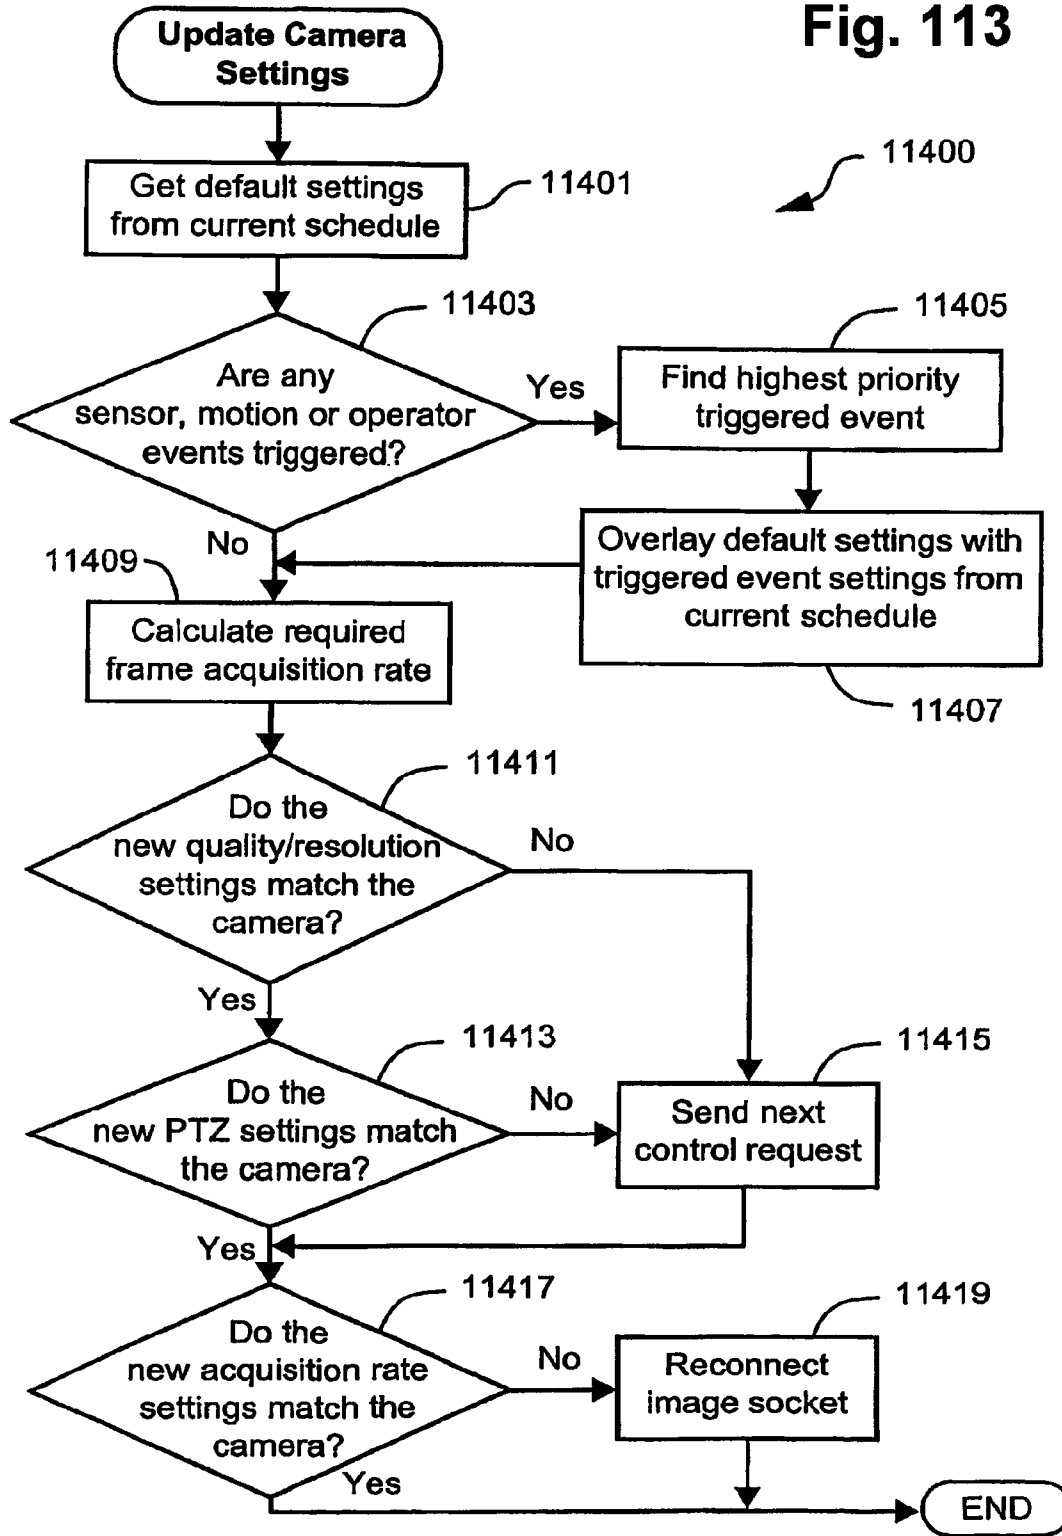 Fig. 113
Update Camera
Settings
11400
Get default settings
from current schedule
11401
11403
Are any
sensor, motion or operator
events triggered?
Yes
11405
Find highest priority
triggered event
No
Overlay default settings with
triggered event settings from
current schedule
11407
11409
Calculate required
frame acquisition rate
11411
Do the
new quality/resolution
settings match the
camera?
No
Yes
11413
Do the
new PTZ settings match
the camera?
No
11415
Send next
control request
Yes
11417
Do the
new acquisition rate
settings match the
camera?
No
11419
Reconnect
image socket
Yes
END